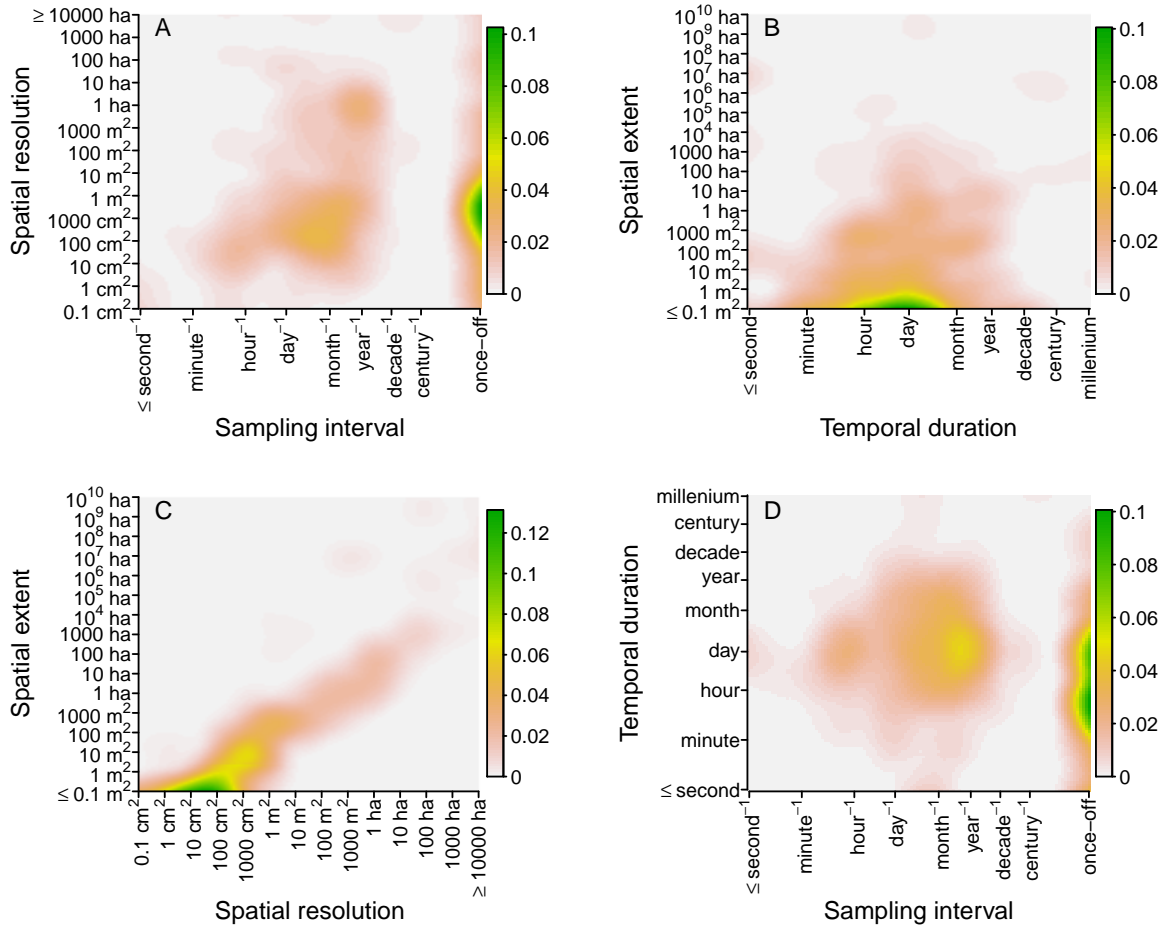 A
≥ 10000 ha
1000 ha
100 ha
10 ha
1 ha
1000 m²
100 m²
10 m²
1 m²
1000 cm²
100 cm²
10 cm²
1 cm²
0.1 cm²
Spatial resolution
≤ second⁻¹
minute⁻¹
hour⁻¹
day⁻¹
month⁻¹
year⁻¹
decade⁻¹
century⁻¹
once−off
Sampling interval
0.1
0.08
0.06
0.04
0.02
0
B
10¹⁰ ha
10⁹ ha
10⁸ ha
10⁷ ha
10⁶ ha
10⁵ ha
10⁴ ha
1000 ha
100 ha
10 ha
1 ha
1000 m²
100 m²
10 m²
1 m²
≤ 0.1 m²
Spatial extent
≤ second
minute
hour
day
month
year
decade
century
millenium
Temporal duration
0.1
0.08
0.06
0.04
0.02
0
C
10¹⁰ ha
10⁹ ha
10⁸ ha
10⁷ ha
10⁶ ha
10⁵ ha
10⁴ ha
1000 ha
100 ha
10 ha
1 ha
1000 m²
100 m²
10 m²
1 m²
≤ 0.1 m²
Spatial extent
0.1 cm²
1 cm²
10 cm²
100 cm²
1000 cm²
1 m²
10 m²
100 m²
1000 m²
1 ha
10 ha
100 ha
1000 ha
≥ 10000 ha
Spatial resolution
0.12
0.1
0.08
0.06
0.04
0.02
0
D
millenium
century
decade
year
month
day
hour
minute
≤ second
Temporal duration
≤ second⁻¹
minute⁻¹
hour⁻¹
day⁻¹
month⁻¹
year⁻¹
decade⁻¹
century⁻¹
once−off
Sampling interval
0.1
0.08
0.06
0.04
0.02
0